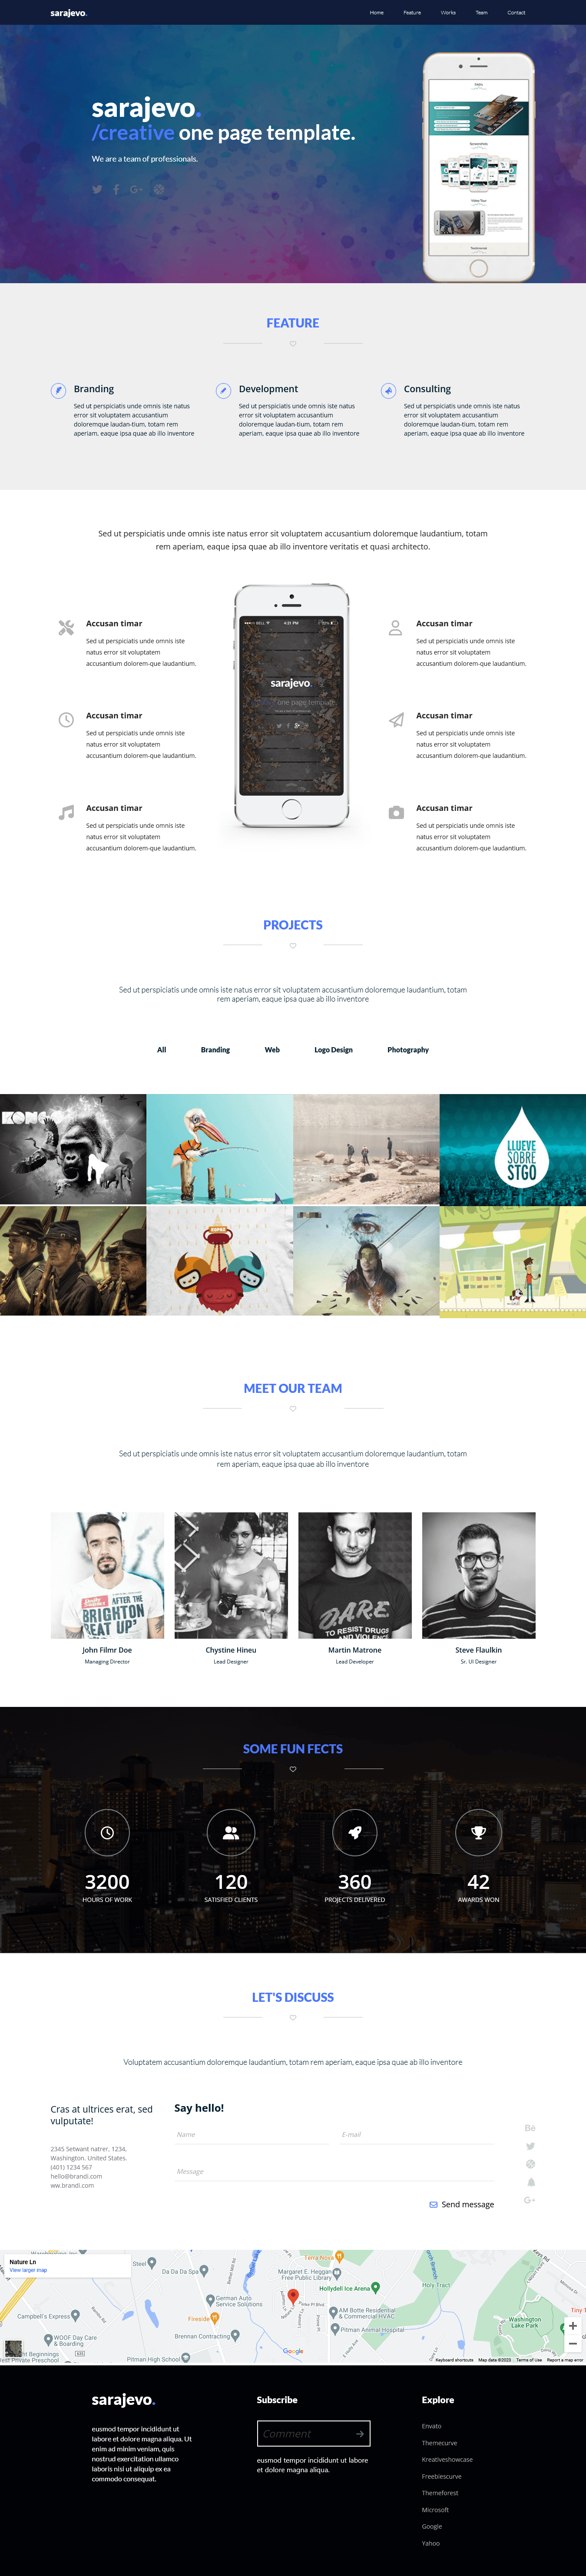 sarajevo.
Home Feature Works Team Contact
sarajevo.
/creative one page template.
We are a team of professionals.
Screenshots
Video Tour
Testimonial
FEATURE
Branding
Sed ut perspiciatis unde omnis iste natus
error sit voluptatem accusantium
doloremque laudan-tium, totam rem
aperiam, eaque ipsa quae ab illo inventore
Development
Sed ut perspiciatis unde omnis iste natus
error sit voluptatem accusantium
doloremque laudan-tium, totam rem
aperiam, eaque ipsa quae ab illo inventore
Consulting
Sed ut perspiciatis unde omnis iste natus
error sit voluptatem accusantium
doloremque laudan-tium, totam rem
aperiam, eaque ipsa quae ab illo inventore
Sed ut perspiciatis unde omnis iste natus error sit voluptatem accusantium doloremque laudantium, totam
rem aperiam, eaque ipsa quae ab illo inventore veritatis et quasi architecto.
Accusan timar
Sed ut perspiciatis unde omnis iste
natus error sit voluptatem
accusantium dolorem-que laudantium.
Accusan timar
Sed ut perspiciatis unde omnis iste
natus error sit voluptatem
accusantium dolorem-que laudantium.
Accusan timar
Sed ut perspiciatis unde omnis iste
natus error sit voluptatem
accusantium dolorem-que laudantium.
BELL 4:21 PM
sarajevo.
one page template
Accusan timar
Sed ut perspiciatis unde omnis iste
natus error sit voluptatem
accusantium dolorem-que laudantium.
Accusan timar
Sed ut perspiciatis unde omnis iste
natus error sit voluptatem
accusantium dolorem-que laudantium.
Accusan timar
Sed ut perspiciatis unde omnis iste
natus error sit voluptatem
accusantium dolorem-que laudantium.
PROJECTS
Sed ut perspiciatis unde omnis iste natus error sit voluptatem accusantium doloremque laudantium, totam
rem aperiam, eaque ipsa quae ab illo inventore
All Branding Web Logo Design Photography
LLUEVE
SOBRE
STGO
MEET OUR TEAM
Sed ut perspiciatis unde omnis iste natus error sit voluptatem accusantium doloremque laudantium, totam
rem aperiam, eaque ipsa quae ab illo inventore
AFTER THE
BRIGHTON
BEAT UP'
D.A.R.E.
TO RESIST DRUGS
AND VIOLENCE
John Filmr Doe
Managing Director
Chystine Hineu
Lead Designer
Martin Matrone
Lead Developer
Steve Flaulkin
Sr. UI Designer
SOME FUN FECTS
3200
HOURS OF WORK
120
SATISFIED CLIENTS
360
PROJECTS DELIVERED
42
AWARDS WON
LET'S DISCUSS
Voluptatem accusantium doloremque laudantium, totam rem aperiam, eaque ipsa quae ab illo inventore
Cras at ultrices erat, sed
vulputate!
2345 Setwant natrer, 1234,
Washington. United States.
(401) 1234 567
hello@brandi.com
ww.brandi.com
Say hello!
Name
E-mail
Message
Send message
Nature Ln
View larger map
Steel
Da Da Da Spa
German Auto
Service Solutions
Campbell's Express
Fireside
WOOF Day Care
& Boarding
Brennan Contracting
Pitman High School
Terra Nova
Margaret E. Heggan
Free Public Library
Hollydell Ice Arena
Holly Tract
AM Botte Residential
& Commercial HVAC
Pitman Animal Hospital
Washington
Lake Park
Google
Keyboard shortcuts Map data ©2023 Terms of Use Report a map error
sarajevo.
eusmod tempor incididunt ut
labore et dolore magna aliqua. Ut
enim ad minim veniam, quis
nostrud exercitation ullamco
laboris nisi ut aliquip ex ea
commodo consequat.
Subscribe
Comment
eusmod tempor incididunt ut labore
et dolore magna aliqua.
Explore
Envato
Themecurve
Kreativeshowcase
Freebiescurve
Themeforest
Microsoft
Google
Yahoo